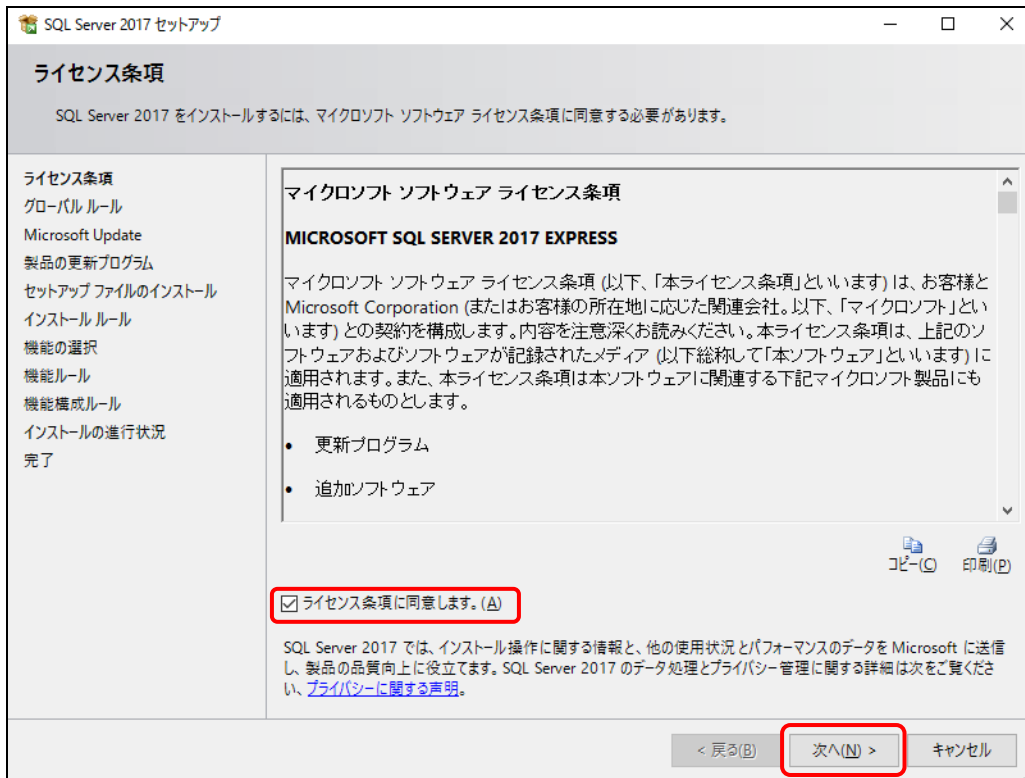 SQL Server 2017 セットアップ
ライセンス条項
SQL Server 2017 をインストールするには、マイクロソフト ソフトウェア ライセンス条項に同意する必要があります。
ライセンス条項
グローバル ルール
Microsoft Update
製品の更新プログラム
セットアップ ファイルのインストール
インストール ルール
機能の選択
機能ルール
機能構成ルール
インストールの進行状況
完了
マイクロソフト ソフトウェア ライセンス条項
MICROSOFT SQL SERVER 2017 EXPRESS
マイクロソフト ソフトウェア ライセンス条項 (以下、「本ライセンス条項」といいます) は、お客様と
Microsoft Corporation (またはお客様の所在地に応じた関連会社。以下、「マイクロソフト」とい
います) との契約を構成します。内容を注意深くお読みください。本ライセンス条項は、上記のソ
フトウェアおよびソフトウェアが記録されたメディア (以下総称して「本ソフトウェア」といいます) に
適用されます。また、本ライセンス条項は本ソフトウェアに関連する下記マイクロソフト製品にも
適用されるものとします。
• 更新プログラム
• 追加ソフトウェア
コピー(C) 印刷(P)
ライセンス条項に同意します。(A)
SQL Server 2017 では、インストール操作に関する情報と、他の使用状況とパフォーマンスのデータを Microsoft に送信
し、製品の品質向上に役立てます。SQL Server 2017 のデータ処理とプライバシー管理に関する詳細は次をご覧くださ
い、プライバシーに関する声明。
< 戻る(B) 次へ(N) > キャンセル